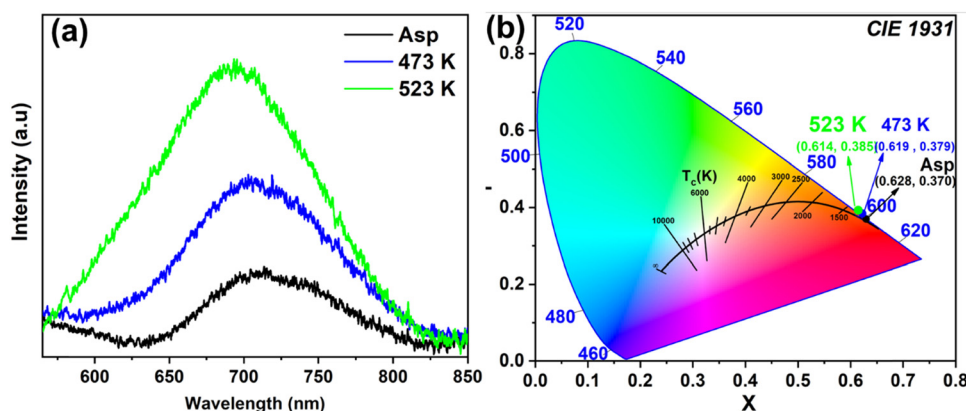 (a)
Asp
473 K
523 K
Intensity (a.u)
600 650 700 750 800 850
Wavelength (nm)
(b)
CIE 1931
520
540
560
580
600
620
500
480
460
523 K
(0.614, 0.385)
473 K
(0.619 , 0.379)
Asp
(0.628, 0.370)
Tc(K)
10000
6000
4000
3000
2500
2000
1500
0.8
0.6
0.4
0.2
0.0
0.0 0.1 0.2 0.3 0.4 0.5 0.6 0.7 0.8
X